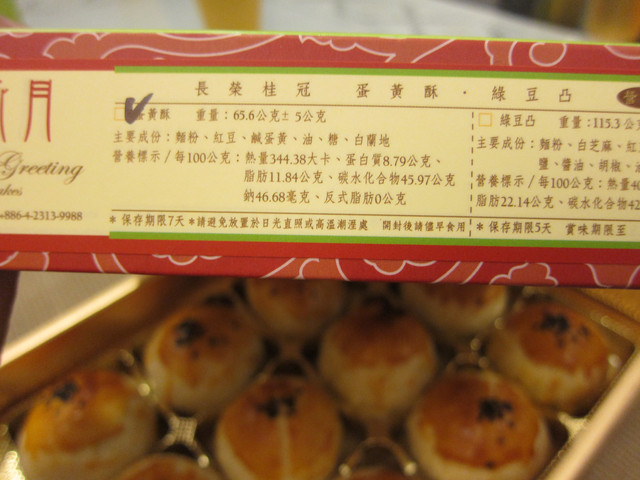 新月
Greeting
akes
+886-4-2313-9988
長榮桂冠 蛋黃酥・綠豆凸
蛋黃酥 重量：65.6公克±5公克
主要成份：麵粉、紅豆、鹹蛋黃、油、糖、白蘭地
營養標示／每100公克：熱量344.38大卡、蛋白質8.79公克、
脂肪11.84公克、碳水化合物45.97公克
鈉46.68毫克、反式脂肪0公克
＊保存期限7天＊請避免放置於日光直照或高溫潮溼處 開封後請儘早食用
綠豆凸 重量：115.3公
主要成份：麵粉、白芝麻、紅
鹽、醬油、胡椒、油
營養標示／每100公克：熱量
脂肪22.14公克、碳水化合物42
＊保存期限5天 賞味期限至